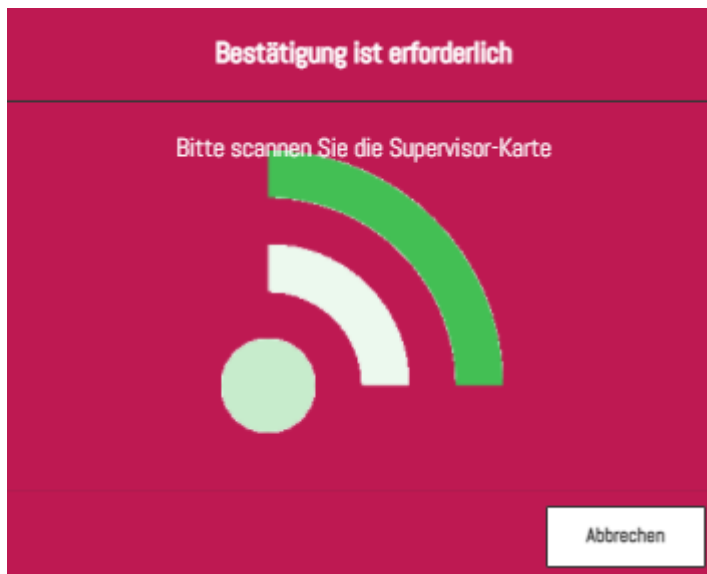 Bestätigung ist erforderlich
Bitte scannen Sie die Supervisor-Karte
Abbrechen